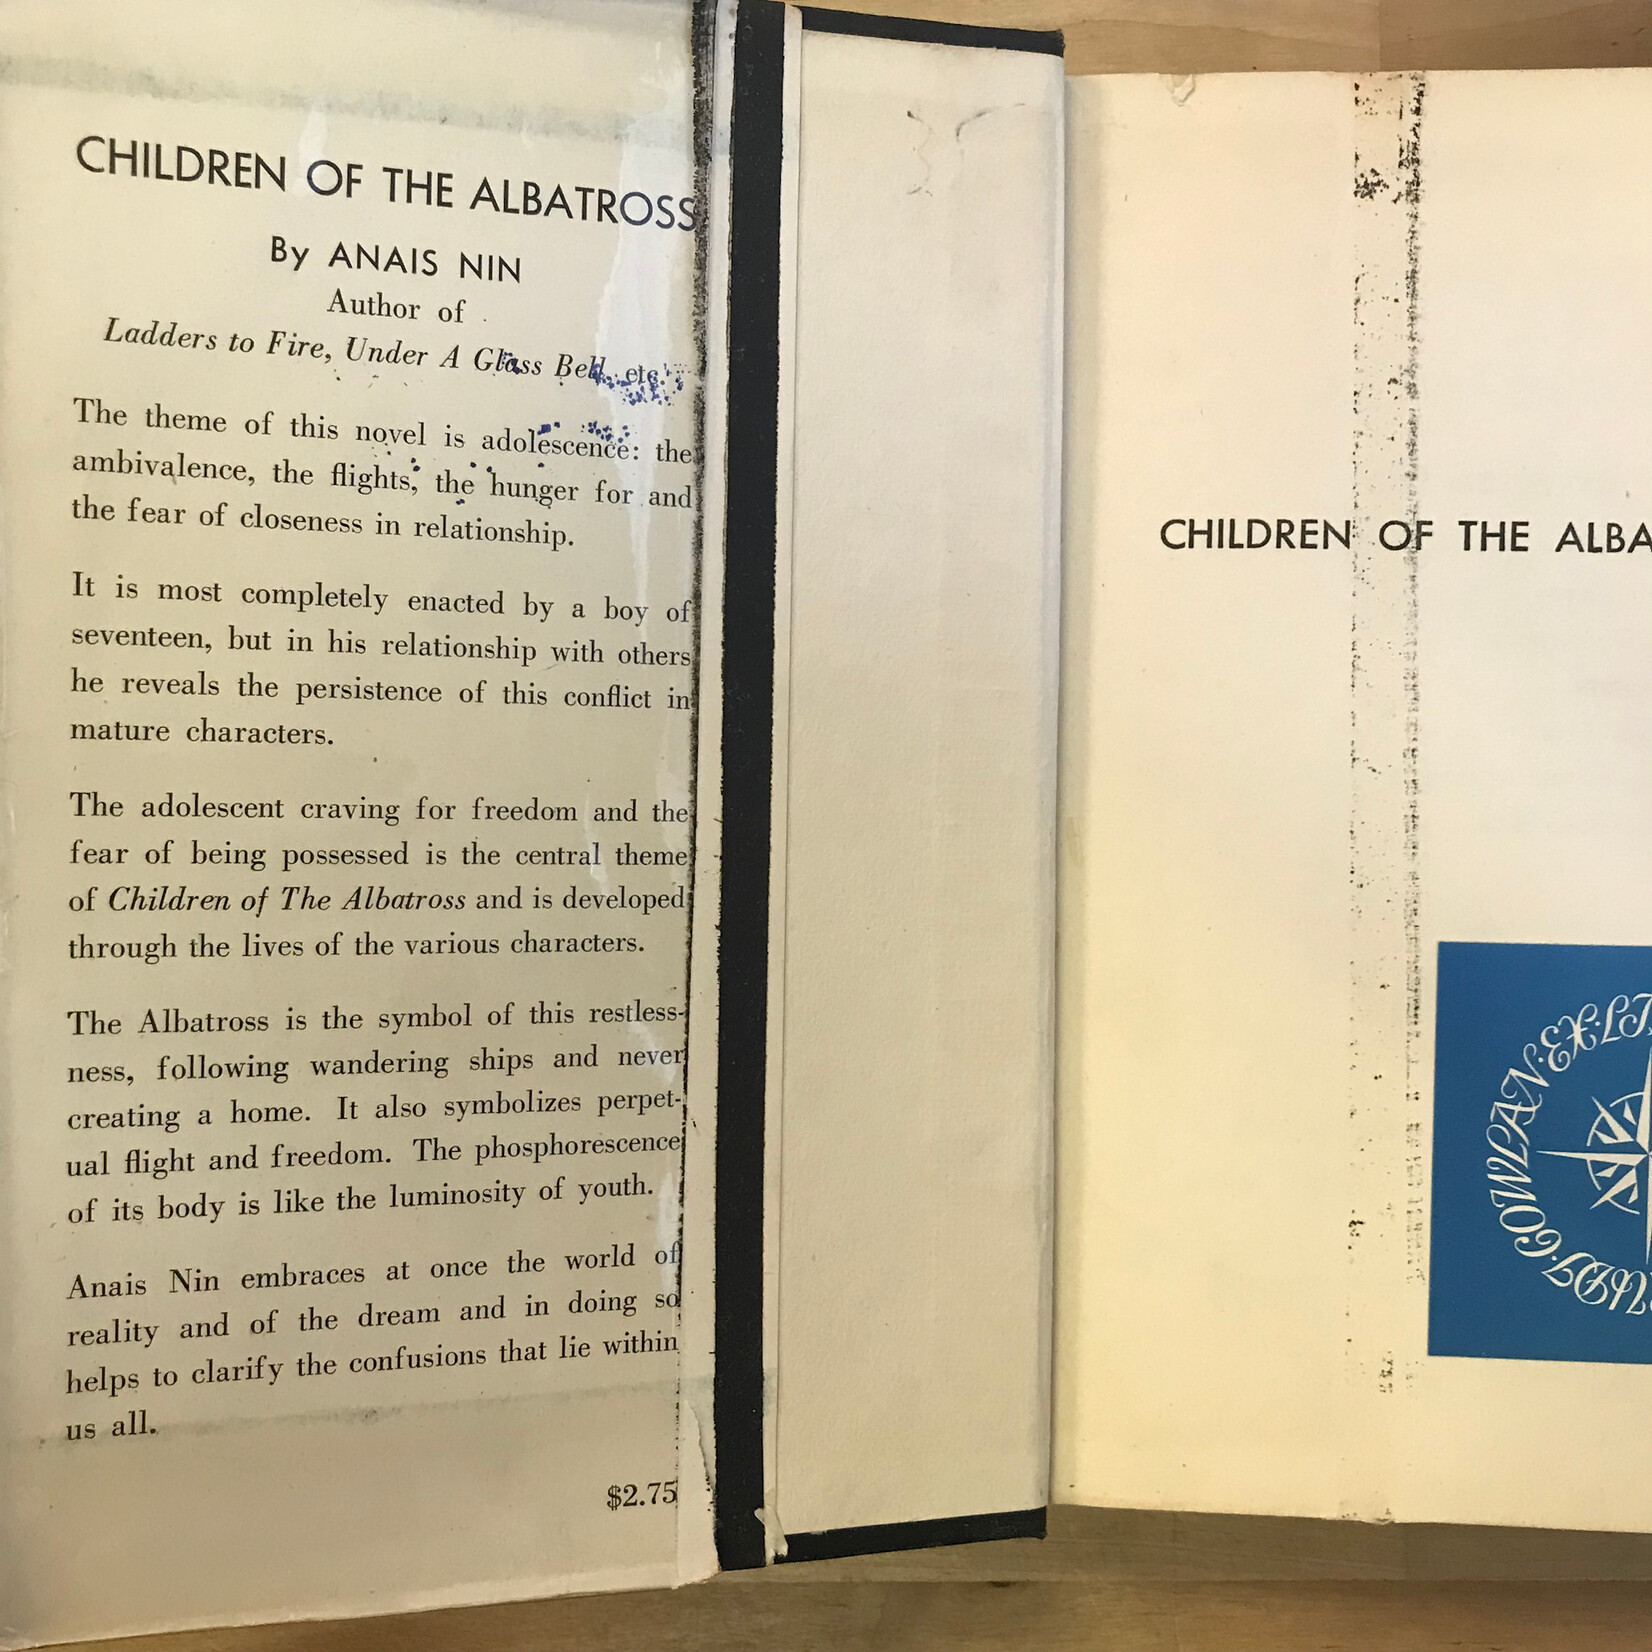 CHILDREN OF THE ALBATROSS
By ANAIS NIN
Author of
Ladders to Fire, Under A Glass Bell, etc.
The theme of this novel is adolescence: the
ambivalence, the flights, the hunger for and
the fear of closeness in relationship.
It is most completely enacted by a boy of
seventeen, but in his relationship with others
he reveals the persistence of this conflict in
mature characters.
The adolescent craving for freedom and the
fear of being possessed is the central theme
of Children of The Albatross and is developed
through the lives of the various characters.
The Albatross is the symbol of this restless-
ness, following wandering ships and never
creating a home. It also symbolizes perpet-
ual flight and freedom. The phosphorescence
of its body is like the luminosity of youth.
Anais Nin embraces at once the world of
reality and of the dream and in doing so
helps to clarify the confusions that lie within
us all.
$2.75
CHILDREN OF THE ALBA
COWLAN·EX·